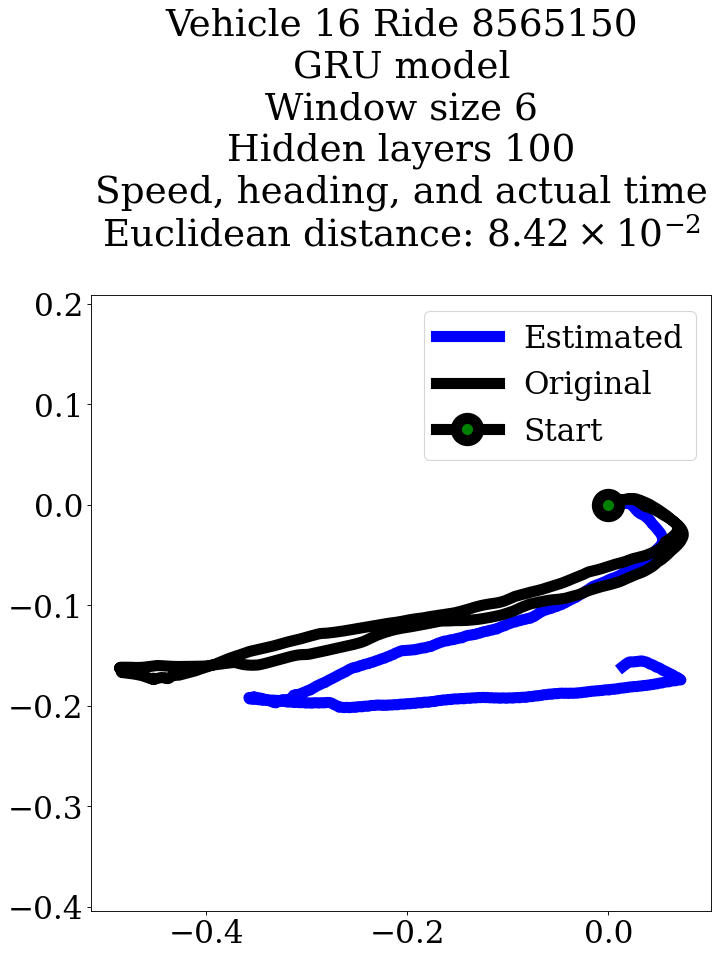 Vehicle 16 Ride 8565150
GRU model
Window size 6
Hidden layers 100
Speed, heading, and actual time
Euclidean distance: 8.42 × 10⁻²
Estimated
Original
Start
0.2
0.1
0.0
−0.1
−0.2
−0.3
−0.4
−0.4 −0.2 0.0